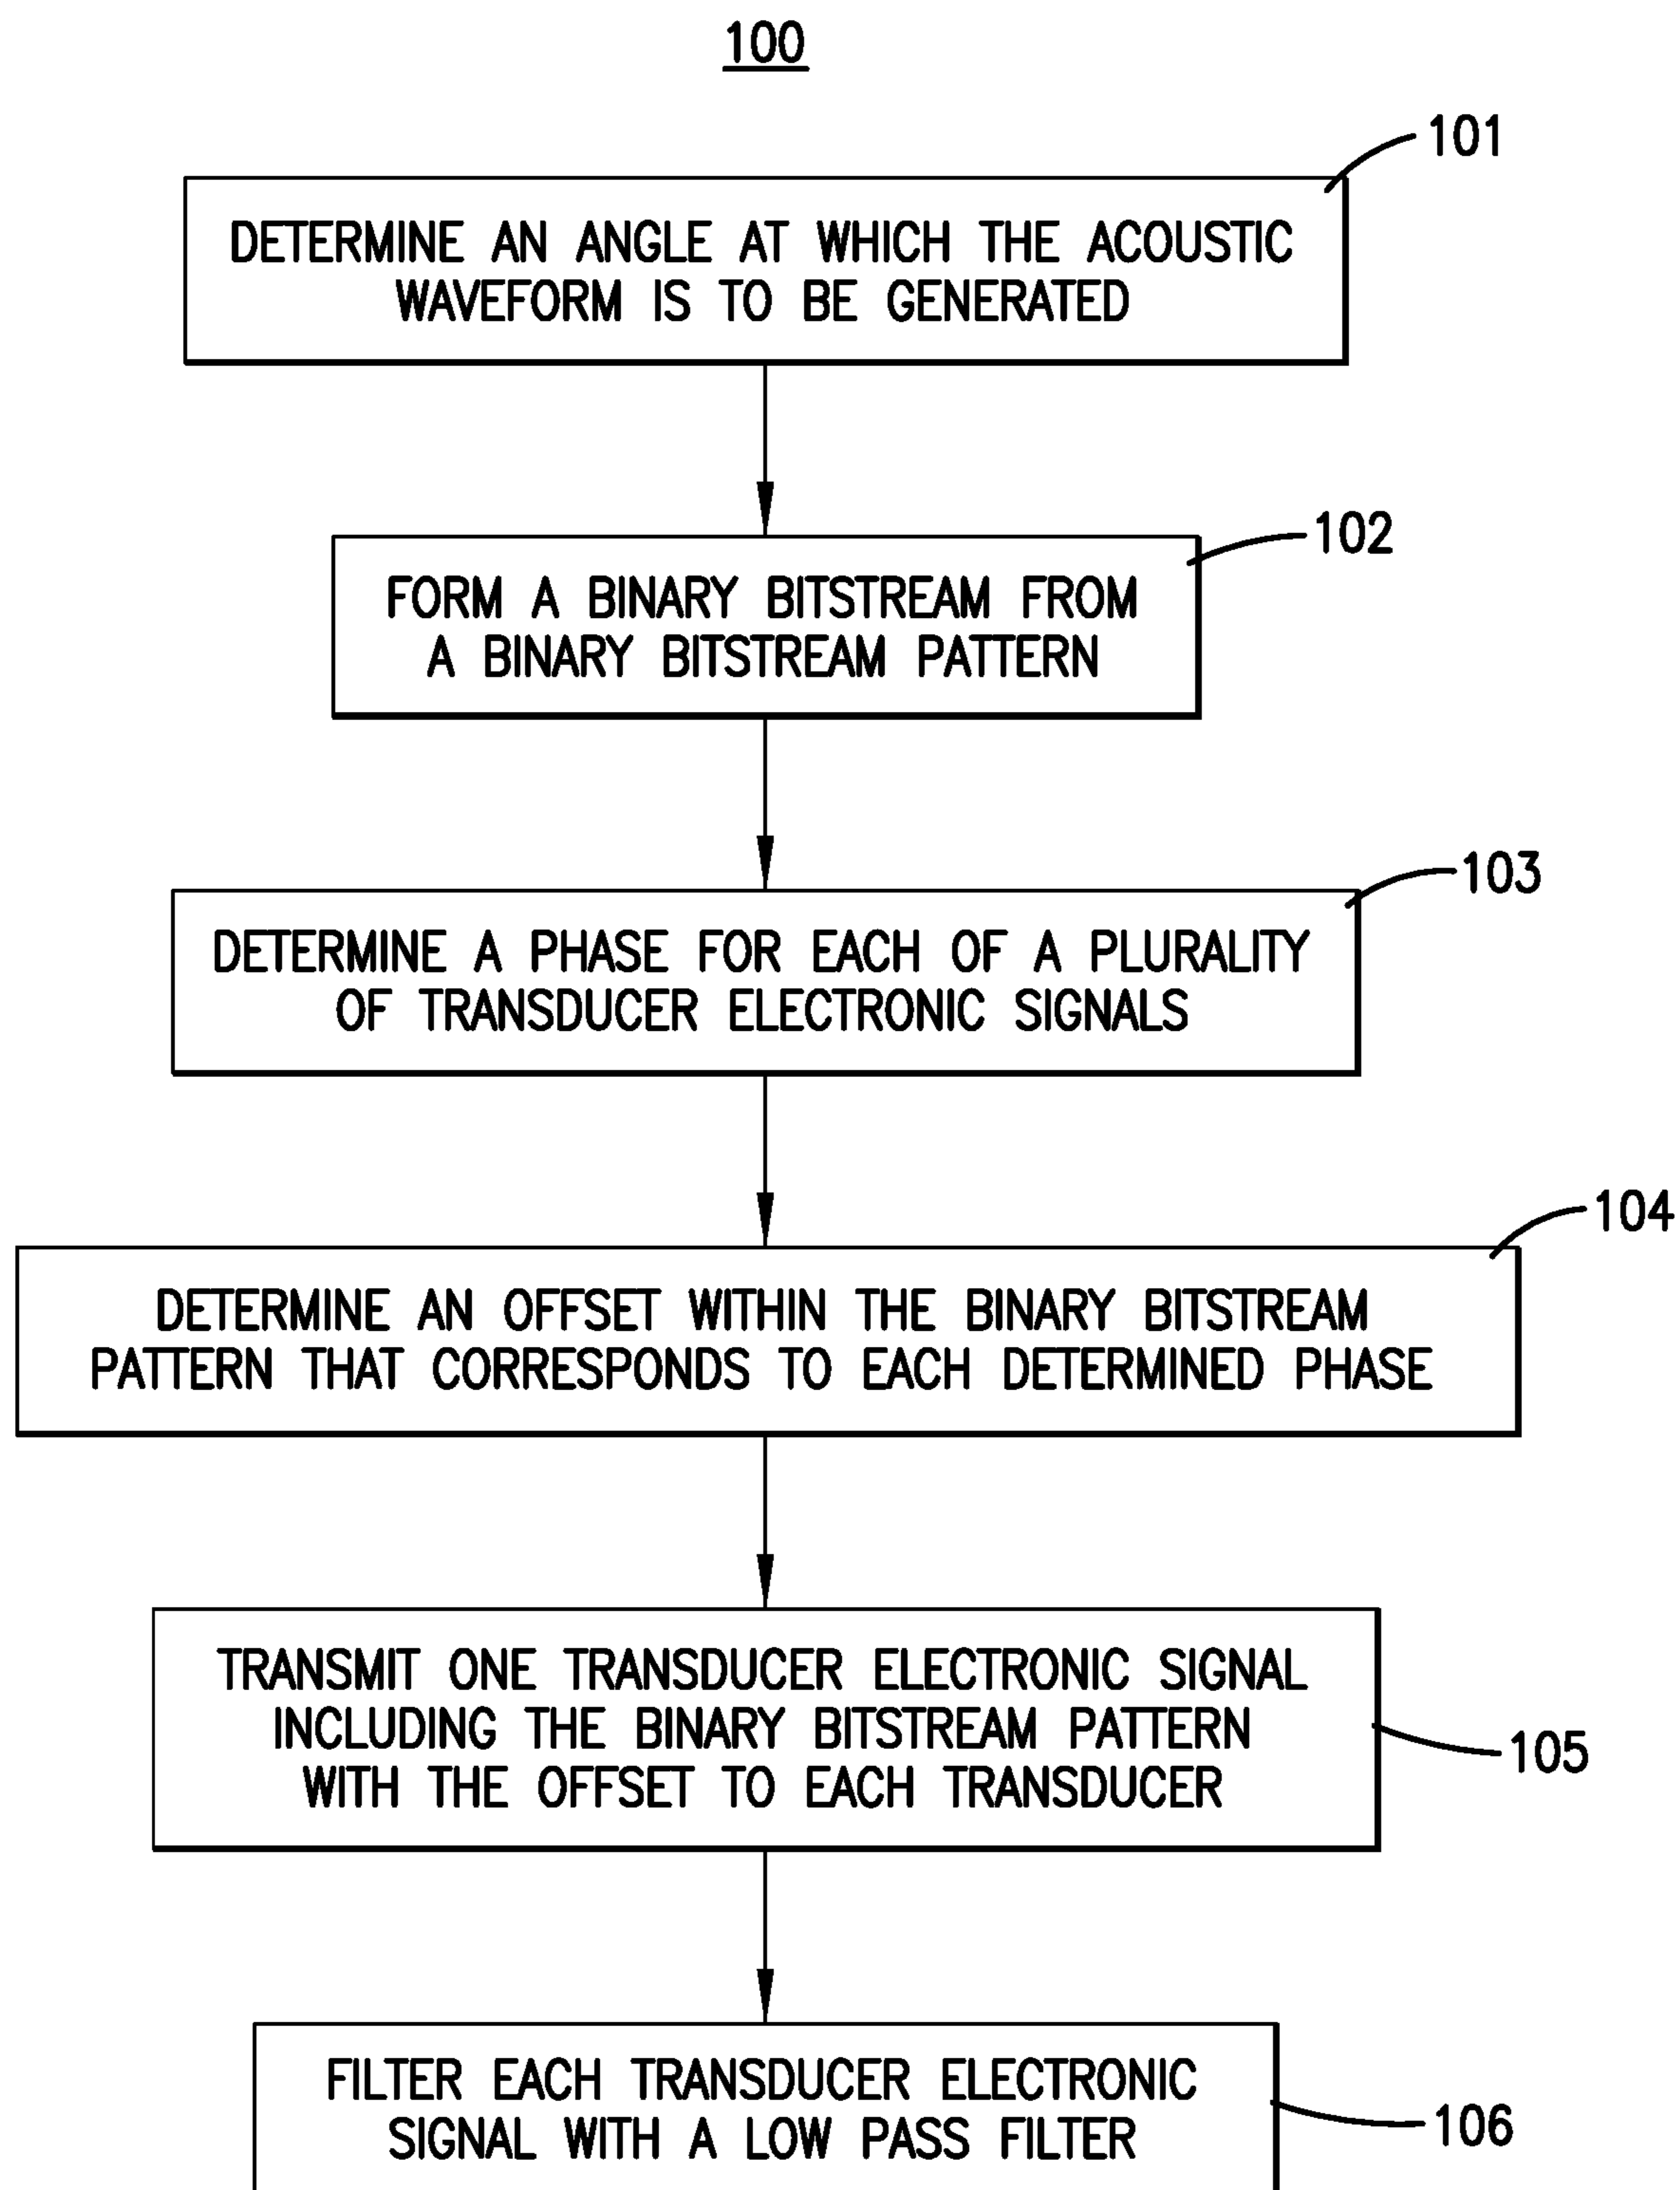 100
101
DETERMINE AN ANGLE AT WHICH THE ACOUSTIC
WAVEFORM IS TO BE GENERATED
102
FORM A BINARY BITSTREAM FROM
A BINARY BITSTREAM PATTERN
103
DETERMINE A PHASE FOR EACH OF A PLURALITY
OF TRANSDUCER ELECTRONIC SIGNALS
104
DETERMINE AN OFFSET WITHIN THE BINARY BITSTREAM
PATTERN THAT CORRESPONDS TO EACH DETERMINED PHASE
TRANSMIT ONE TRANSDUCER ELECTRONIC SIGNAL
INCLUDING THE BINARY BITSTREAM PATTERN
WITH THE OFFSET TO EACH TRANSDUCER
105
FILTER EACH TRANSDUCER ELECTRONIC
SIGNAL WITH A LOW PASS FILTER
106